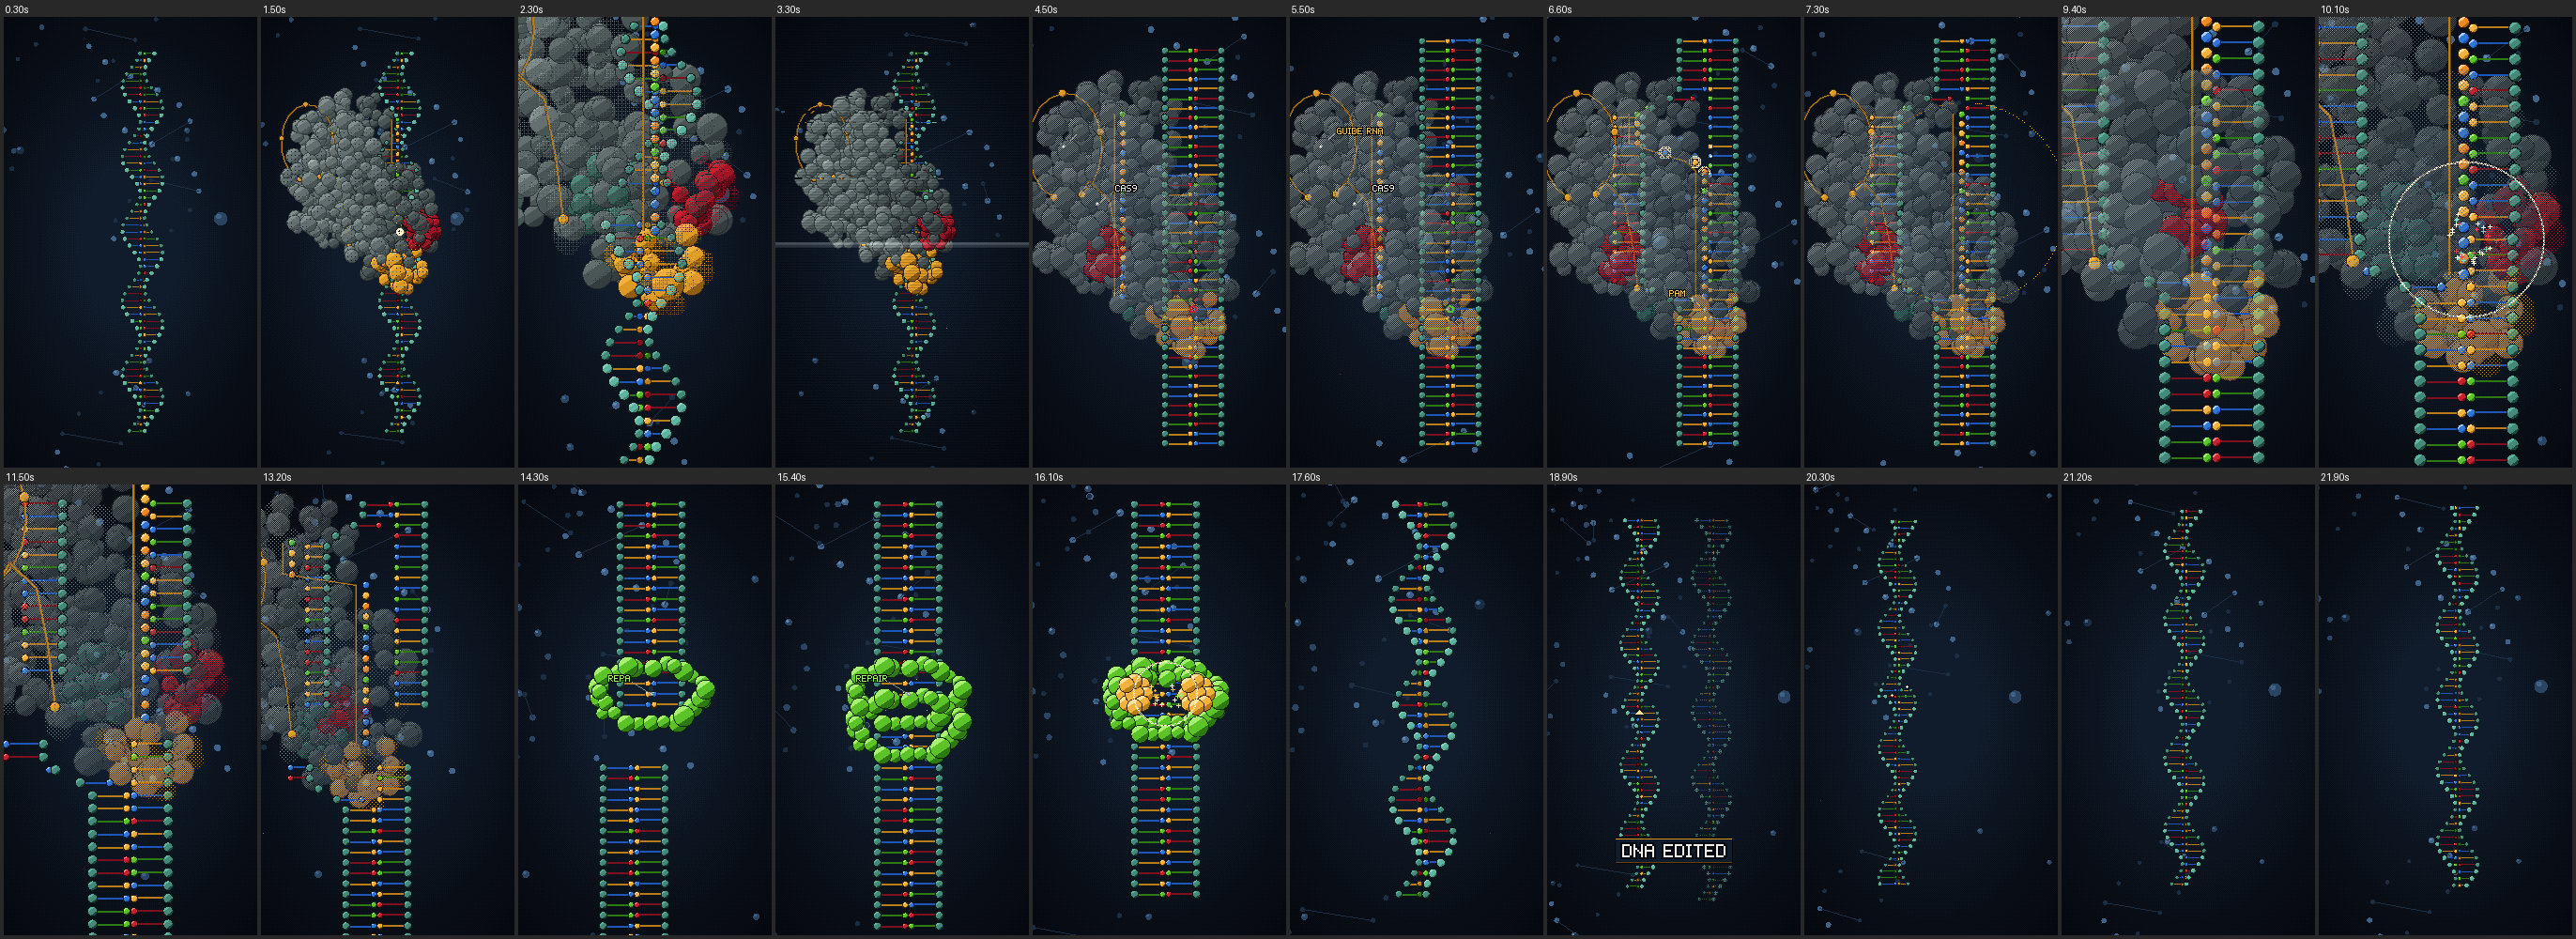 0.30s
1.50s
2.30s
3.30s
4.50s
5.50s
6.60s
7.30s
9.40s
10.10s
CAS9
GUIDE RNA
CAS9
PAM
11.50s
13.20s
14.30s
15.40s
16.10s
17.60s
18.90s
20.30s
21.20s
21.90s
REPA
REPAIR
DNA EDITED